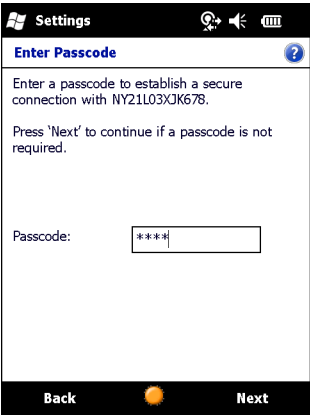 Settings
Enter Passcode
Enter a passcode to establish a secure
connection with NY21L03XJK678.
Press ‘Next’ to continue if a passcode is not
required.
Passcode: ****
Back Next